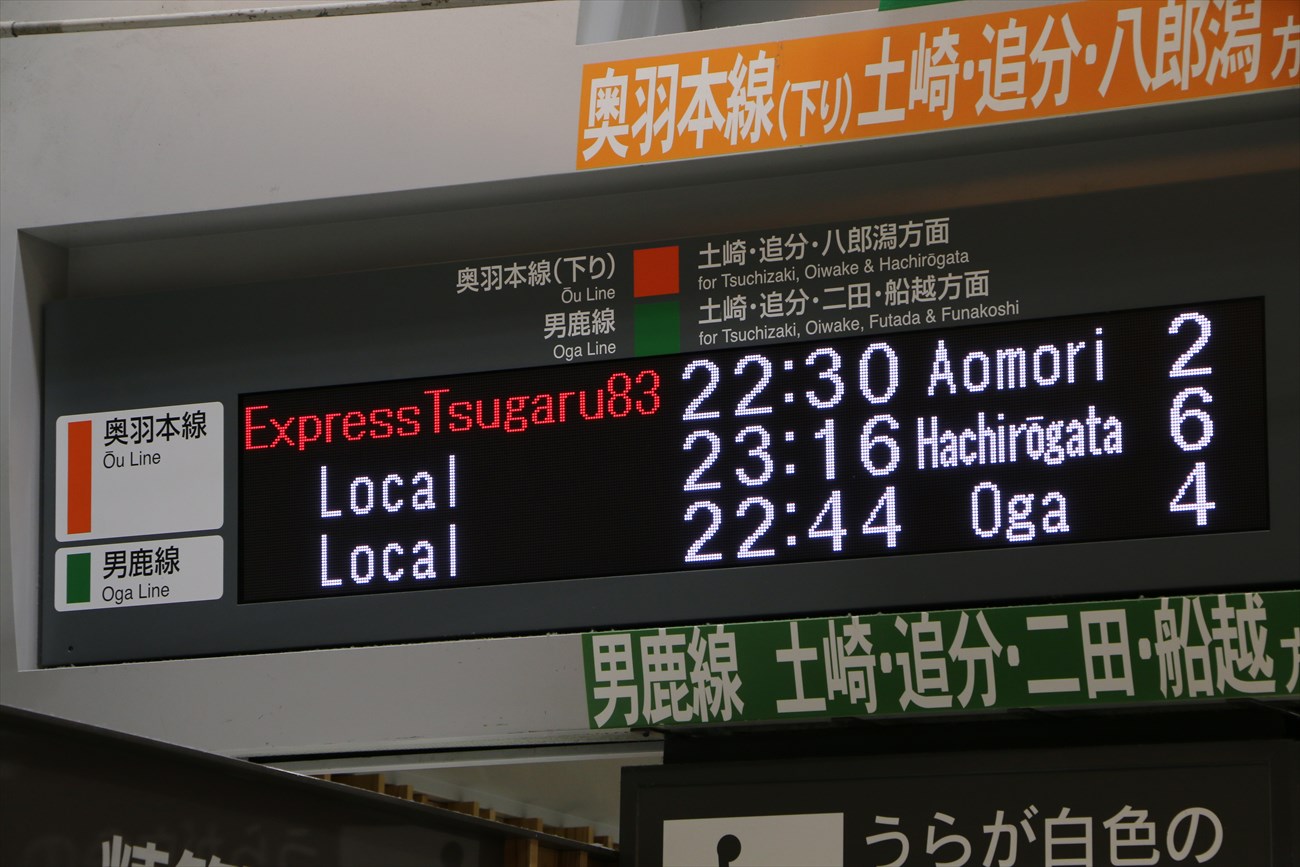 奥羽本線(下り) 土崎・追分・八郎潟方
奥羽本線(下り) 土崎・追分・八郎潟方面
Ōu Line for Tsuchizaki, Oiwake & Hachirōgata
男鹿線 土崎・追分・二田・船越方面
Oga Line for Tsuchizaki, Oiwake, Futada & Funakoshi
奥羽本線
Ōu Line
男鹿線
Oga Line
ExpressTsugaru83 22:30 Aomori 2
Local 23:16 Hachirōgata 6
Local 22:44 Oga 4
男鹿線 土崎・追分・二田・船越方
うらが白色の